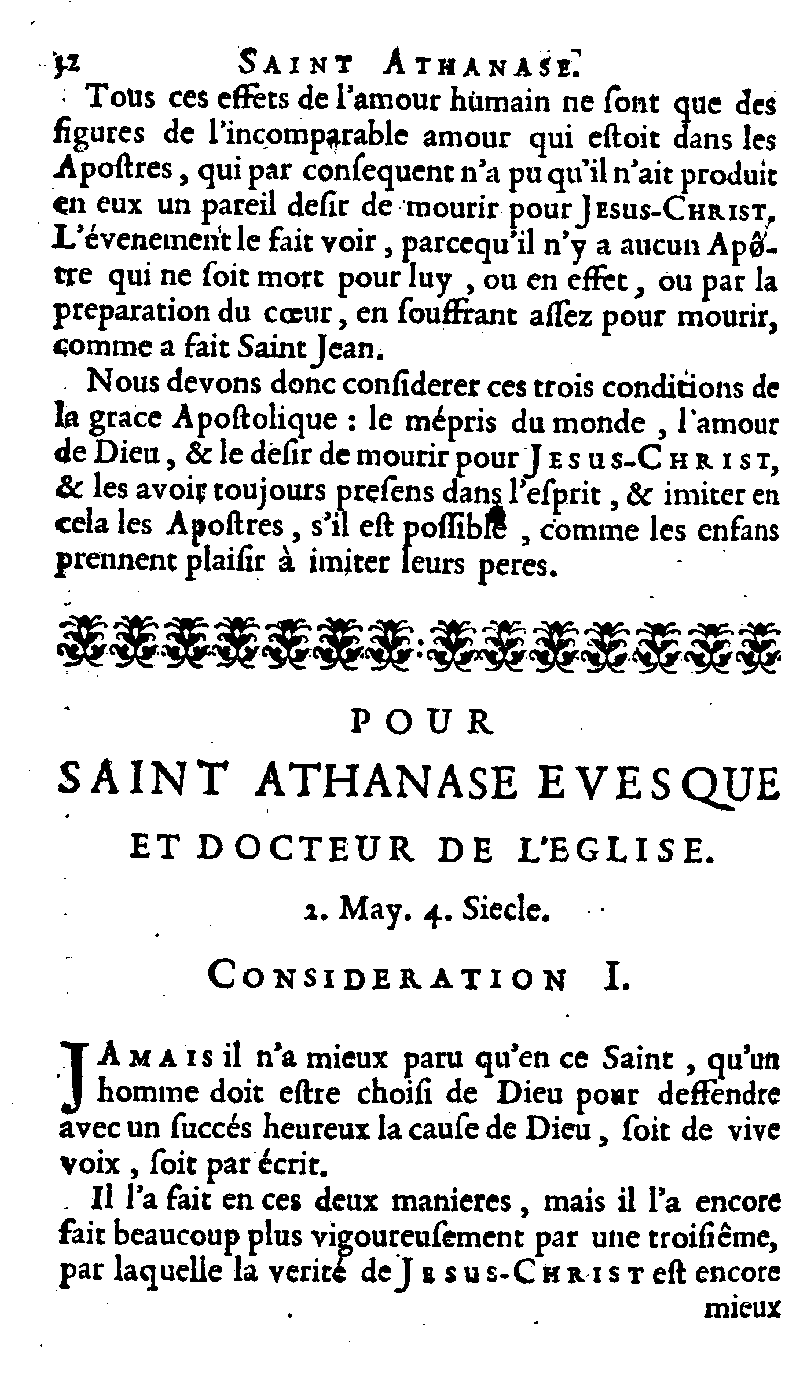 32 SAINT ATHANASE.
Tous ces effets de l'amour humain ne ſont que des
figures de l'incomparable amour qui eſtoit dans les
Apoſtres, qui par conſequent n'a pu qu'il n'ait produit
en eux un pareil deſir de mourir pour JESUS-CHRIST,
L'évenement le fait voir, parcequ'il n'y a aucun Apô-
tre qui ne ſoit mort pour luy, ou en effet, ou par la
preparation du cœur, en ſouffrant aſſez pour mourir,
comme a fait Saint Jean.
Nous devons donc conſiderer ces trois conditions de
la grace Apoſtolique : le mépris du monde, l'amour
de Dieu, & le deſir de mourir pour JESUS-CHRIST,
& les avoir toujours preſens dans l'eſprit, & imiter en
cela les Apoſtres, s'il eſt poſſible, comme les enfans
prennent plaiſir à imiter leurs peres.
POUR
SAINT ATHANASE EVESQUE
ET DOCTEUR DE L'EGLISE.
2. May. 4. Siecle.
CONSIDERATION I.
JAMAIS il n'a mieux paru qu'en ce Saint, qu'un
homme doit eſtre choiſi de Dieu pour deffendre
avec un ſuccés heureux la cauſe de Dieu, ſoit de vive
voix, ſoit par écrit.
Il l'a fait en ces deux manieres, mais il l'a encore
fait beaucoup plus vigoureuſement par une troiſiême,
par laquelle la verité de JESUS-CHRIST eſt encore
mieux